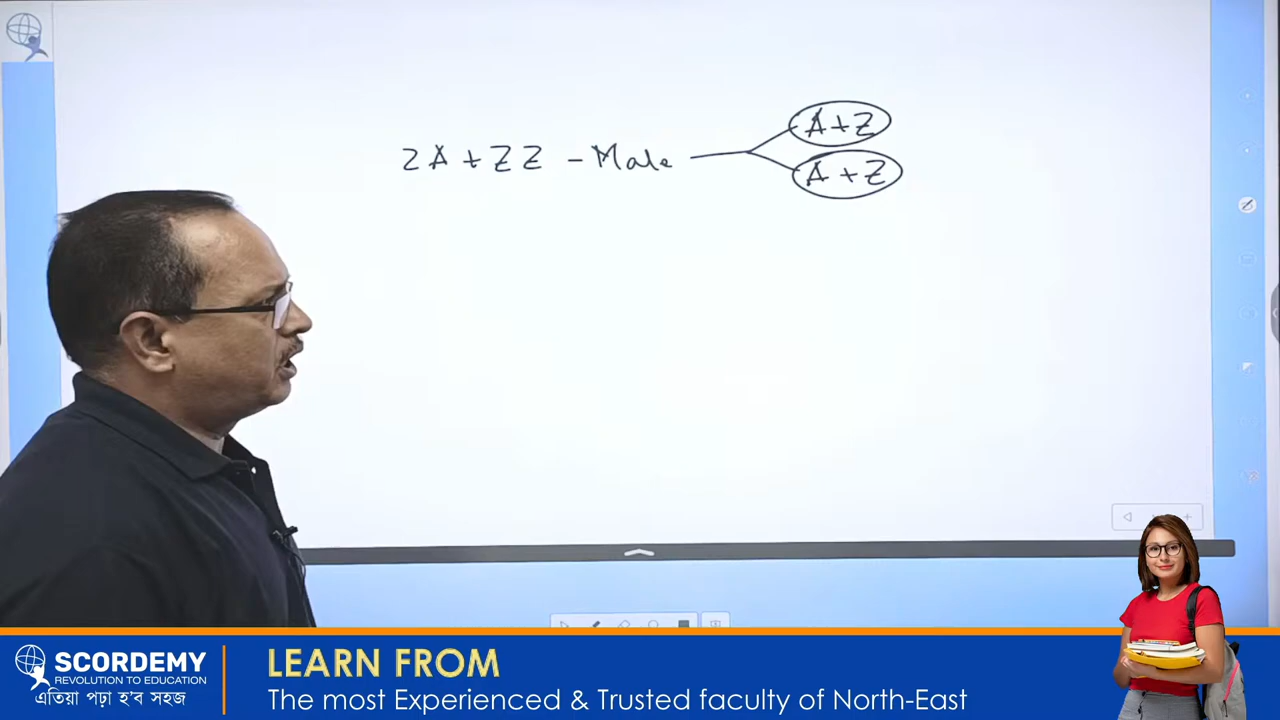 A+Z
2A + ZZ - Male
A+Z
SCORDEMY
REVOLUTION TO EDUCATION
এতিয়া পঢ়া হ'ব সহজ
LEARN FROM
The most Experienced & Trusted faculty of North-East